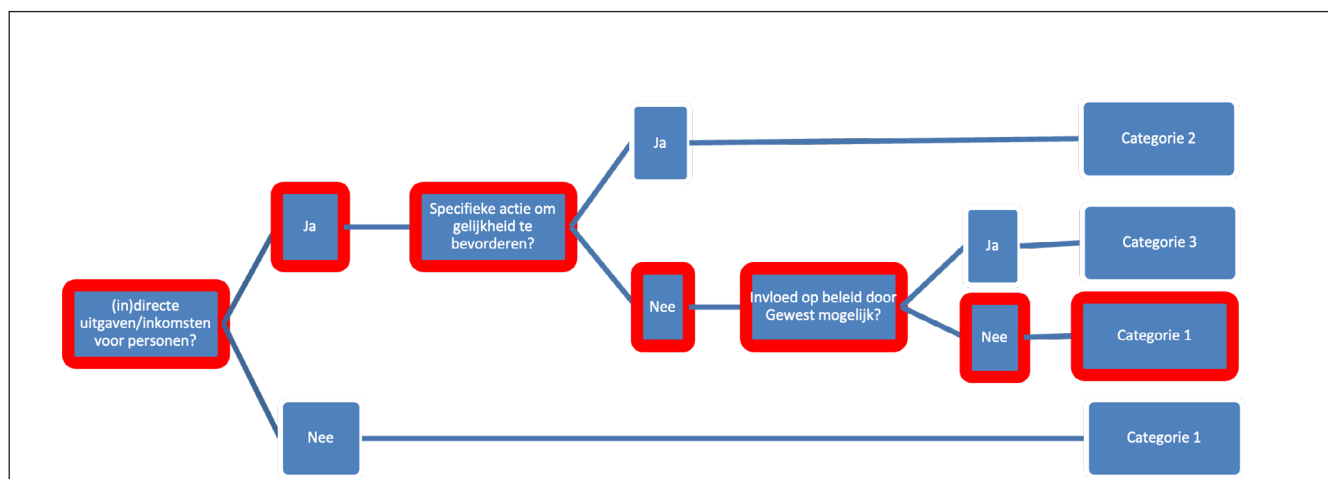 Ja
Categorie 2
Ja
Specifieke actie om
gelijkheid te
bevorderen?
Ja
Categorie 3
(in)directe
uitgaven/inkomsten
voor personen?
Nee
Invloed op beleid door
Gewest mogelijk?
Nee
Categorie 1
Nee
Categorie 1